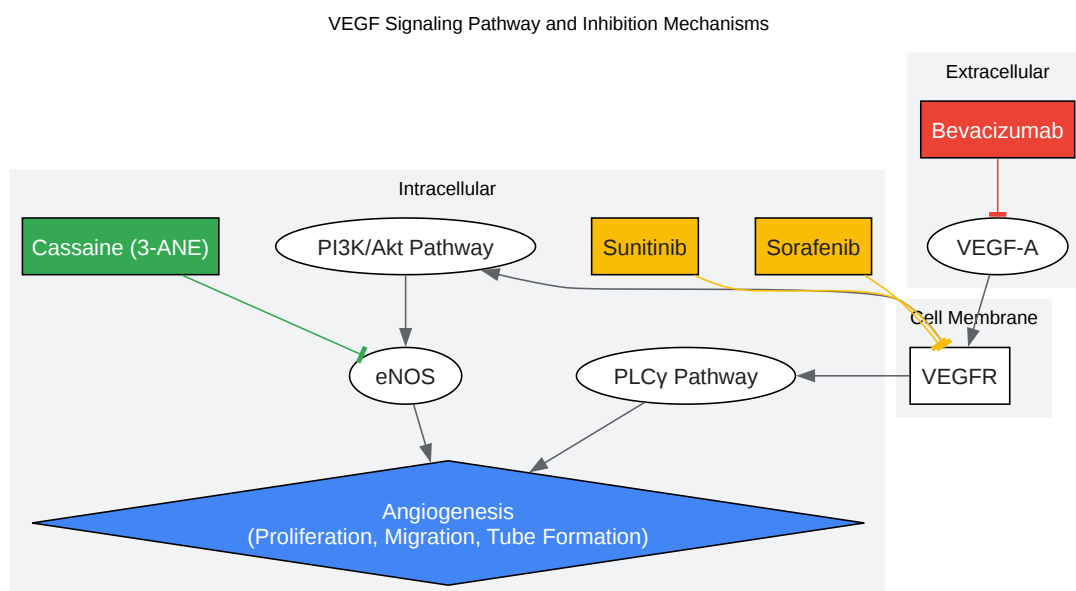 VEGF Signaling Pathway and Inhibition Mechanisms
Extracellular
Bevacizumab
Intracellular
Cassaine (3-ANE)
PI3K/Akt Pathway
Sunitinib
Sorafenib
VEGF-A
Cell Membrane
eNOS
PLCγ Pathway
VEGFR
Angiogenesis
(Proliferation, Migration, Tube Formation)